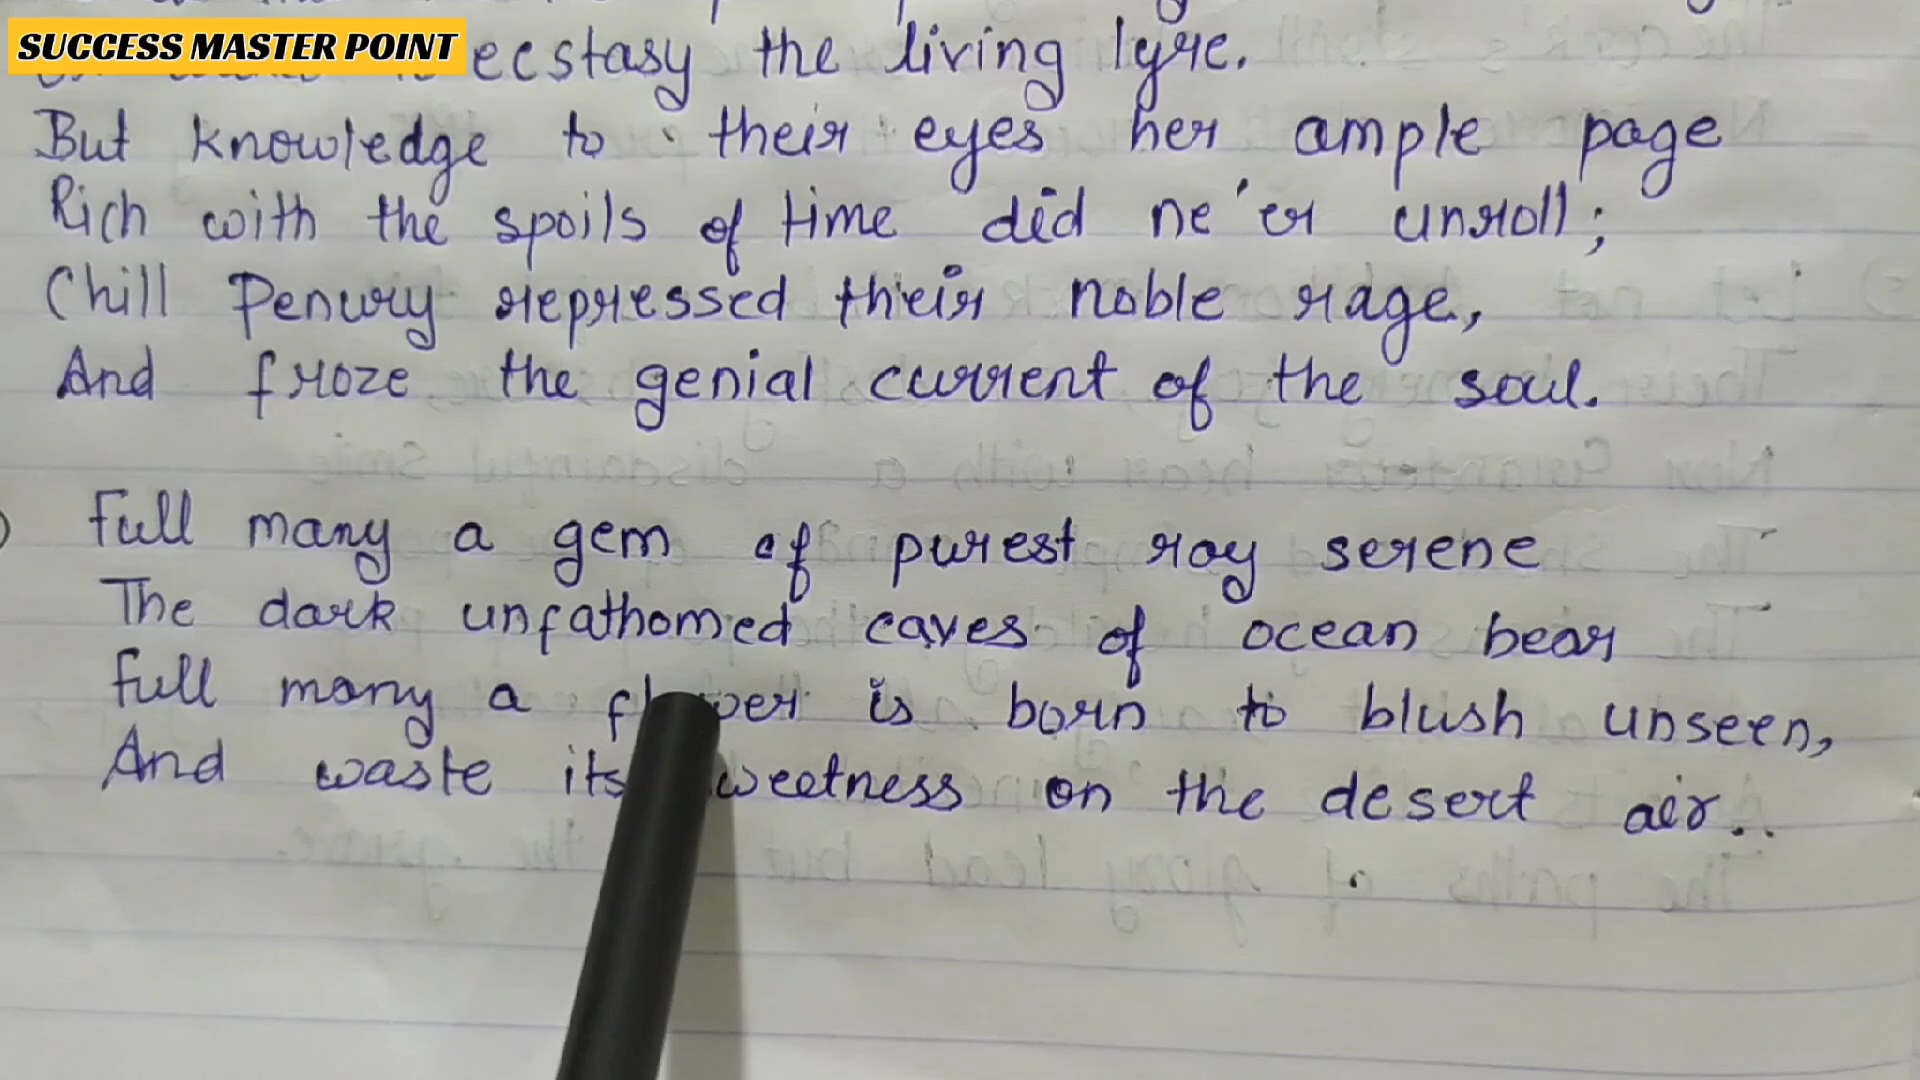 SUCCESS MASTER POINT
ecstasy the living lyre.
But knowledge to their eyes her ample page
Rich with the spoils of time did ne'er unroll;
Chill Penury repressed their noble rage,
And froze the genial current of the soul.
Full many a gem of purest ray serene
The dark unfathomed caves of ocean bear
Full many a flower is born to blush unseen,
And waste its sweetness on the desert air..